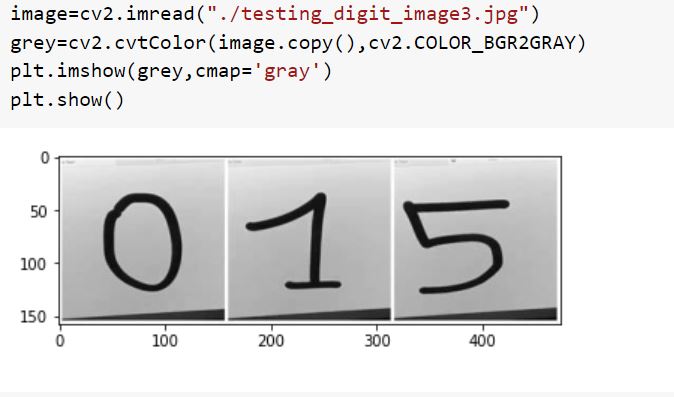 image=cv2.imread("./testing_digit_image3.jpg")
grey=cv2.cvtColor(image.copy(),cv2.COLOR_BGR2GRAY)
plt.imshow(grey,cmap='gray')
plt.show()
0
50
100
150
0 1 5
0 100 200 300 400